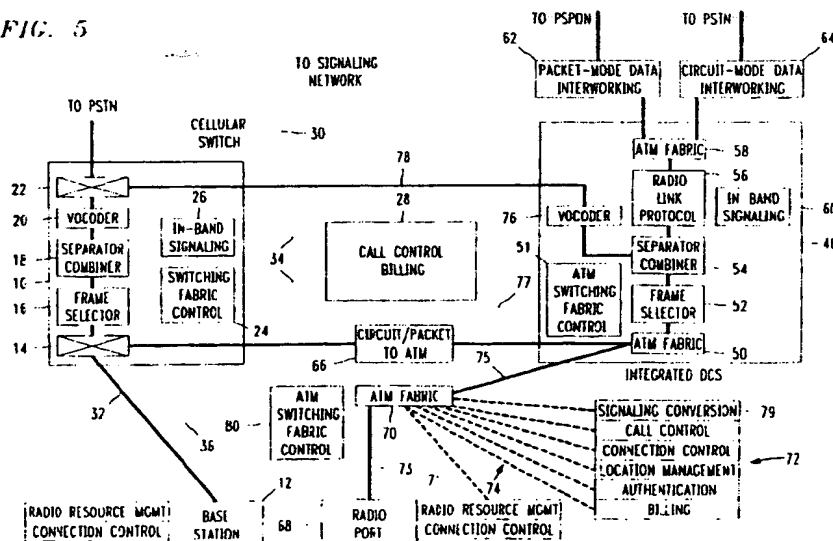 FIG. 5
TO PSPDN
TO PSTN
62
64
PACKET-MODE DATA
INTERWORKING
CIRCUIT-MODE DATA
INTERWORKING
TO SIGNALING
NETWORK
TO PSTN
CELLULAR
SWITCH
30
78
ATM FABRIC
58
22
26
28
56
RADIO
LINK
PROTOCOL
20
VOCODER
IN-BAND
SIGNALING
76
VOCODER
IN BAND
SIGNALING
60
18
SEPARATOR
COMBINER
34
CALL CONTROL
BILLING
51
SEPARATOR
COMBINER
54
10
SWITCHING
FABRIC
CONTROL
ATM
SWITCHING
FABRIC
CONTROL
16
FRAME
SELECTOR
77
FRAME
SELECTOR
52
24
14
CIRCUIT/PACKET
TO ATM
66
75
ATM FABRIC
50
INTEGRATED DCS
32
36
80
ATM
SWITCHING
FABRIC
CONTROL
ATM FABRIC
70
SIGNALING CONVERSION
79
CALL CONTROL
CONNECTION CONTROL
LOCATION MANAGEMENT
72
AUTHENTICATION
BILLING
73
74
12
68
RADIO RESOURCE MGMT
CONNECTION CONTROL
BASE
STATION
RADIO
PORT
RADIO RESOURCE MGMT
CONNECTION CONTROL